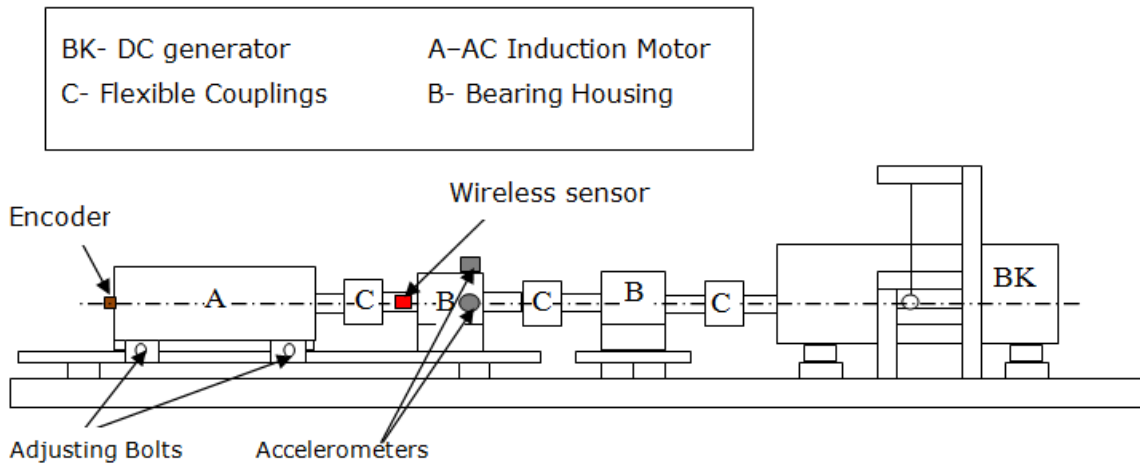 BK- DC generator A–AC Induction Motor
C- Flexible Couplings B- Bearing Housing
Wireless sensor
Encoder
A
C
B
C
B
C
BK
Adjusting Bolts
Accelerometers